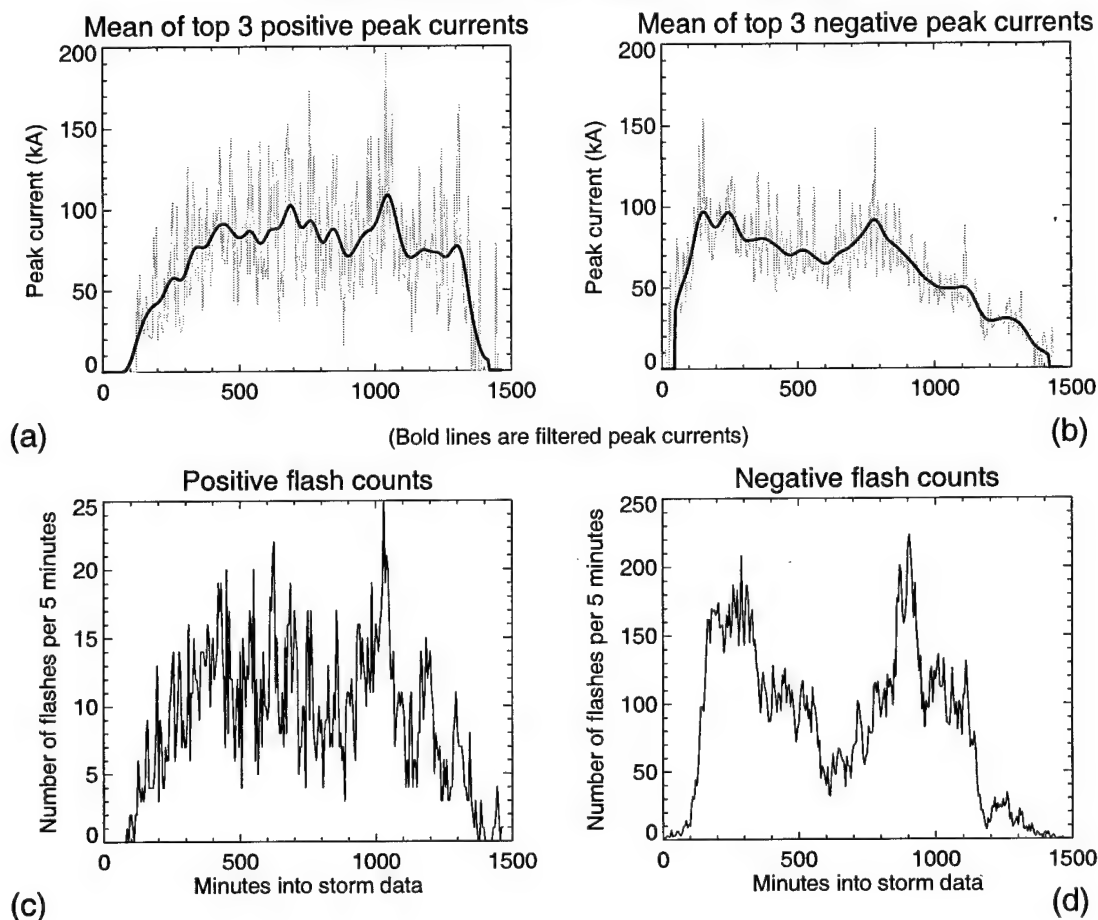 Mean of top 3 positive peak currents
Peak current (kA)
200
150
100
50
0
0 500 1000 1500
(a)
Mean of top 3 negative peak currents
Peak current (kA)
200
150
100
50
0
0 500 1000 1500
(b)
(Bold lines are filtered peak currents)
Positive flash counts
Number of flashes per 5 minutes
25
20
15
10
5
0
0 500 1000 1500
Minutes into storm data
(c)
Negative flash counts
Number of flashes per 5 minutes
250
200
150
100
50
0
0 500 1000 1500
Minutes into storm data
(d)